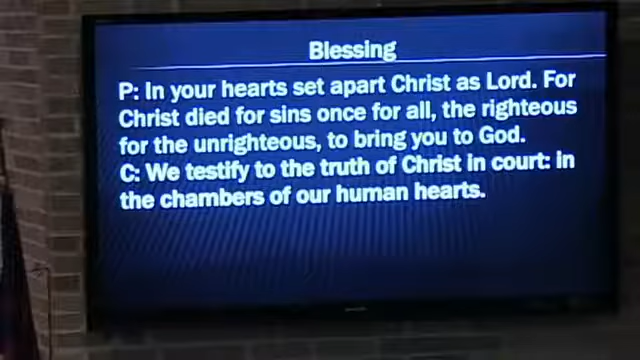 Blessing
P: In your hearts set apart Christ as Lord. For
Christ died for sins once for all, the righteous
for the unrighteous, to bring you to God.
C: We testify to the truth of Christ in court: in
the chambers of our human hearts.